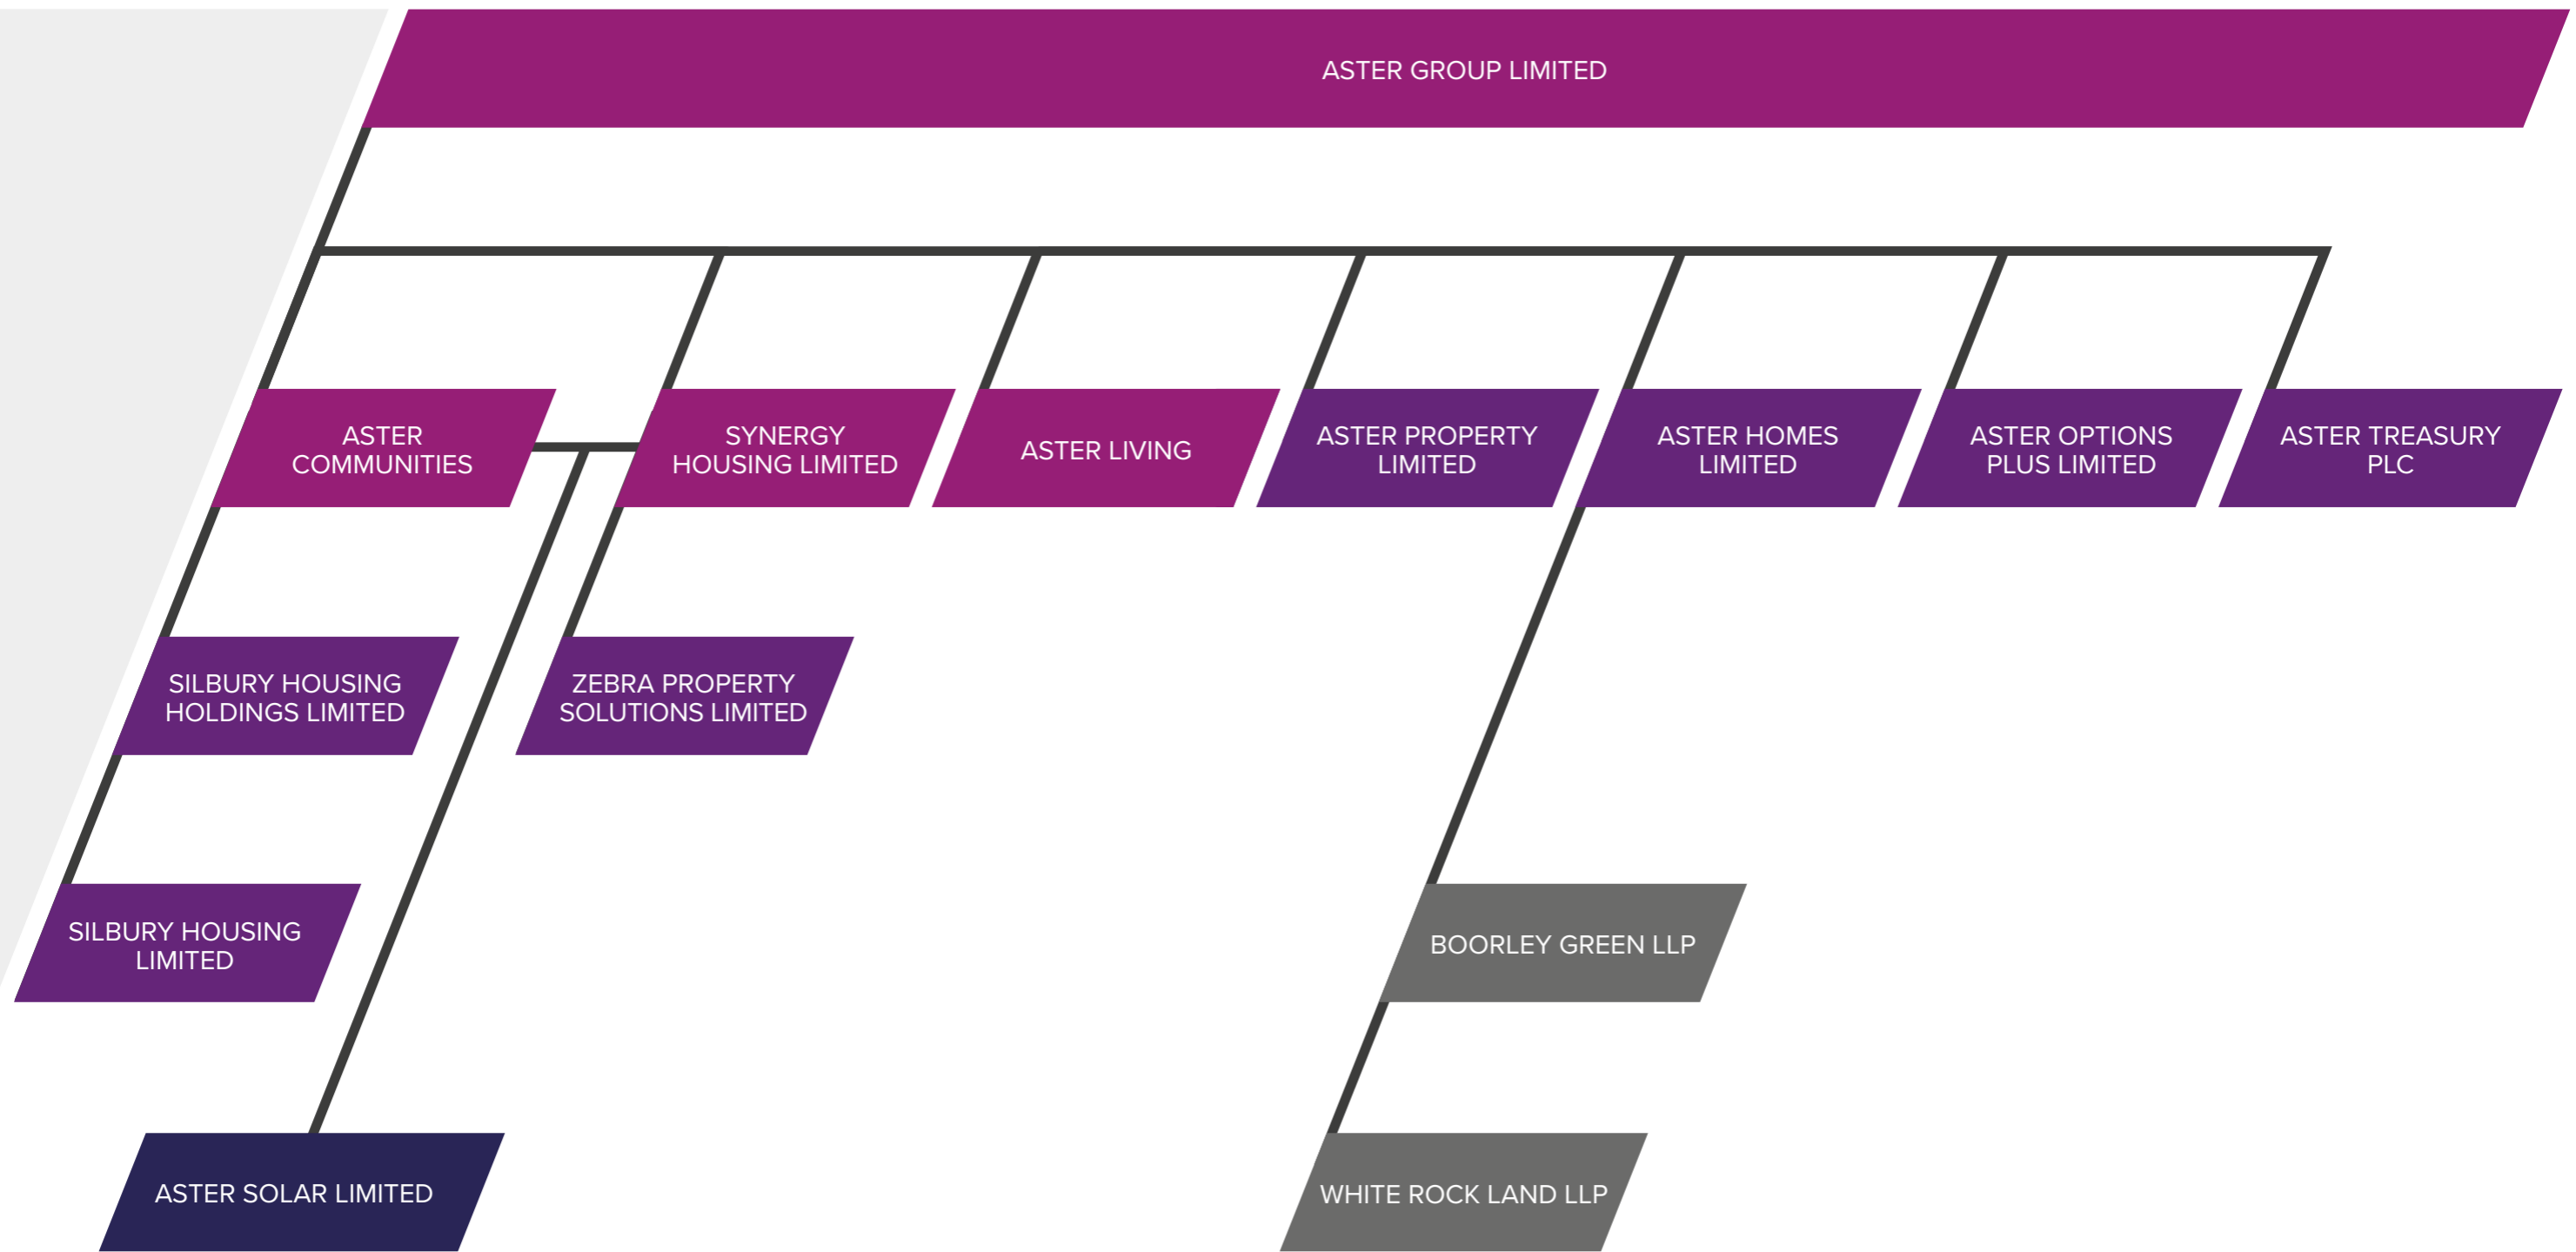 ASTER GROUP LIMITED
ASTER
COMMUNITIES
SYNERGY
HOUSING LIMITED
ASTER LIVING
ASTER PROPERTY
LIMITED
ASTER HOMES
LIMITED
ASTER OPTIONS
PLUS LIMITED
ASTER TREASURY
PLC
SILBURY HOUSING
HOLDINGS LIMITED
ZEBRA PROPERTY
SOLUTIONS LIMITED
SILBURY HOUSING
LIMITED
BOORLEY GREEN LLP
ASTER SOLAR LIMITED
WHITE ROCK LAND LLP